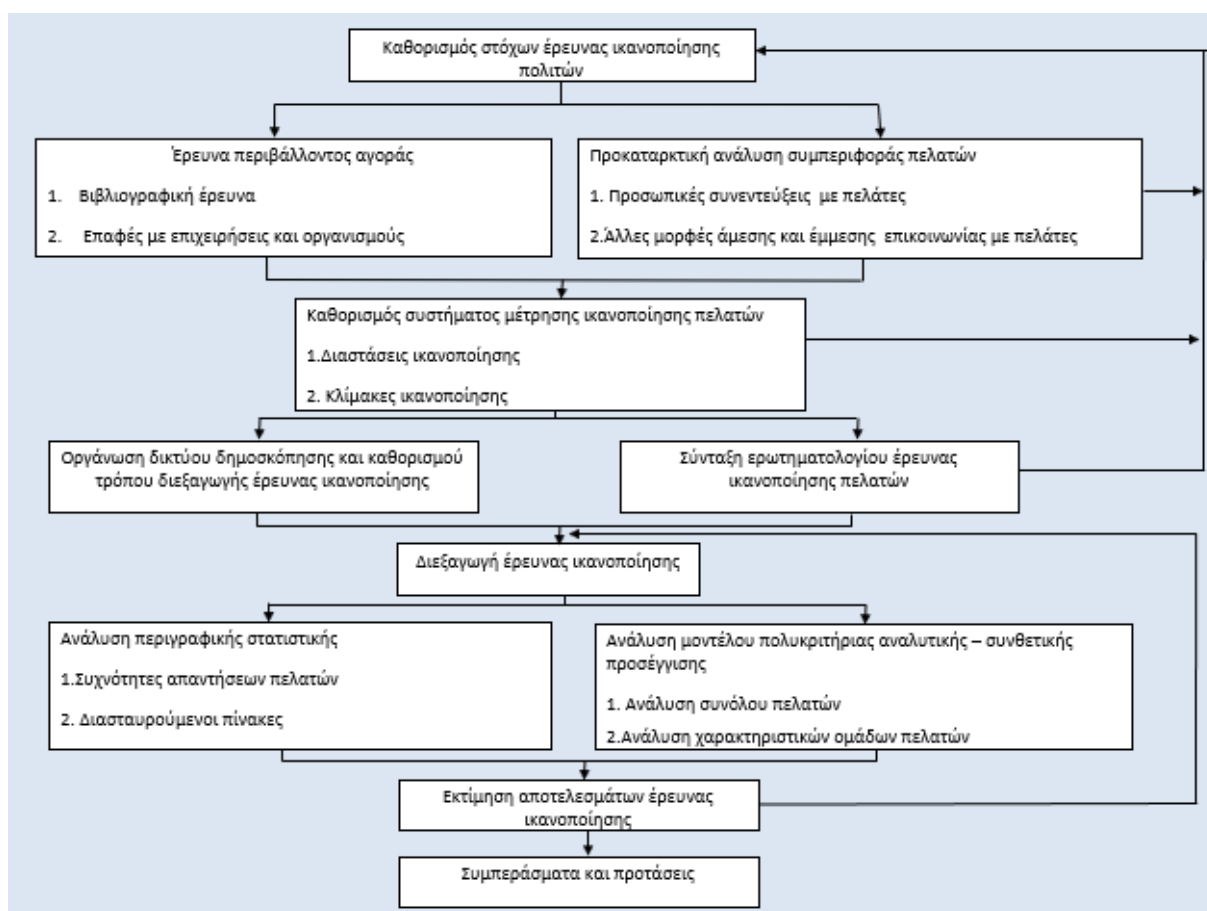 Καθορισμός στόχων έρευνας ικανοποίησης
πολιτών
Έρευνα περιβάλλοντος αγοράς
1. Βιβλιογραφική έρευνα
2. Επαφές με επιχειρήσεις και οργανισμούς
Προκαταρκτική ανάλυση συμπεριφοράς πελατών
1. Προσωπικές συνεντεύξεις με πελάτες
2.Άλλες μορφές άμεσης και έμμεσης επικοινωνίας με πελάτες
Καθορισμός συστήματος μέτρησης ικανοποίησης πελατών
1.Διαστάσεις ικανοποίησης
2. Κλίμακες ικανοποίησης
Οργάνωση δικτύου δημοσκόπησης και καθορισμού
τρόπου διεξαγωγής έρευνας ικανοποίησης
Σύνταξη ερωτηματολογίου έρευνας
ικανοποίησης πελατών
Διεξαγωγή έρευνας ικανοποίησης
Ανάλυση περιγραφικής στατιστικής
1.Συχνότητες απαντήσεων πελατών
2. Διασταυρούμενοι πίνακες
Ανάλυση μοντέλου πολυκριτήριας αναλυτικής – συνθετικής
προσέγγισης
1. Ανάλυση συνόλου πελατών
2.Ανάλυση χαρακτηριστικών ομάδων πελατών
Εκτίμηση αποτελεσμάτων έρευνας
ικανοποίησης
Συμπεράσματα και προτάσεις